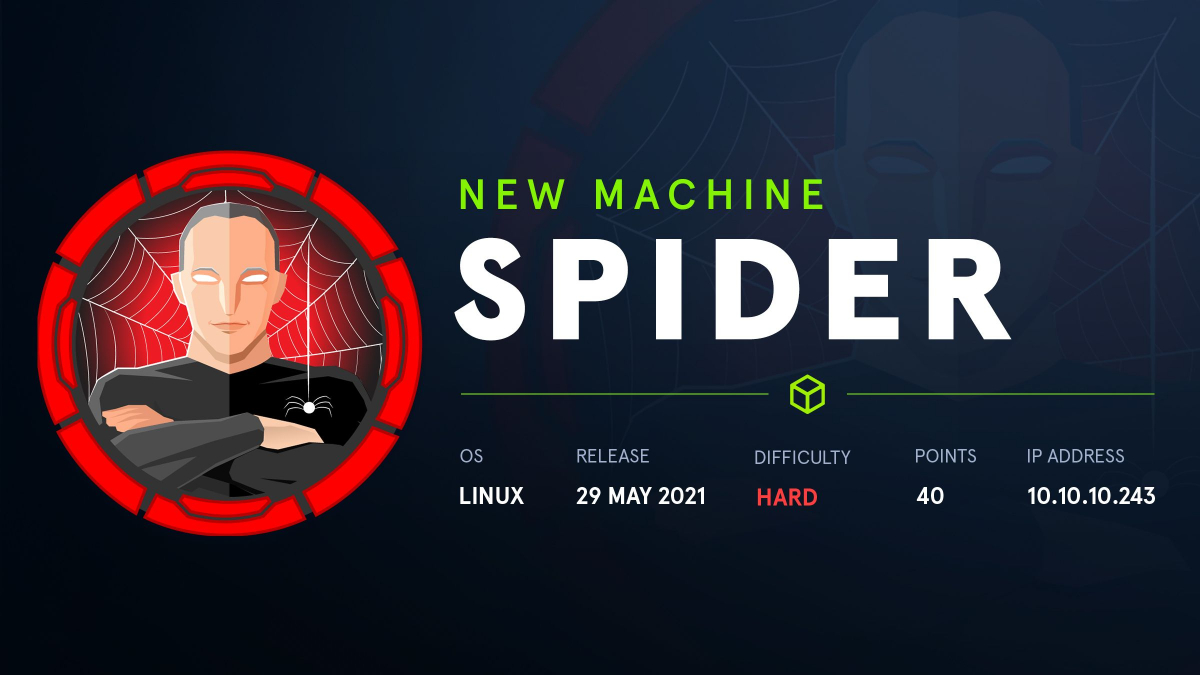 NEW MACHINE
SPIDER
OS RELEASE DIFFICULTY POINTS IP ADDRESS
LINUX 29 MAY 2021 HARD 40 10.10.10.243